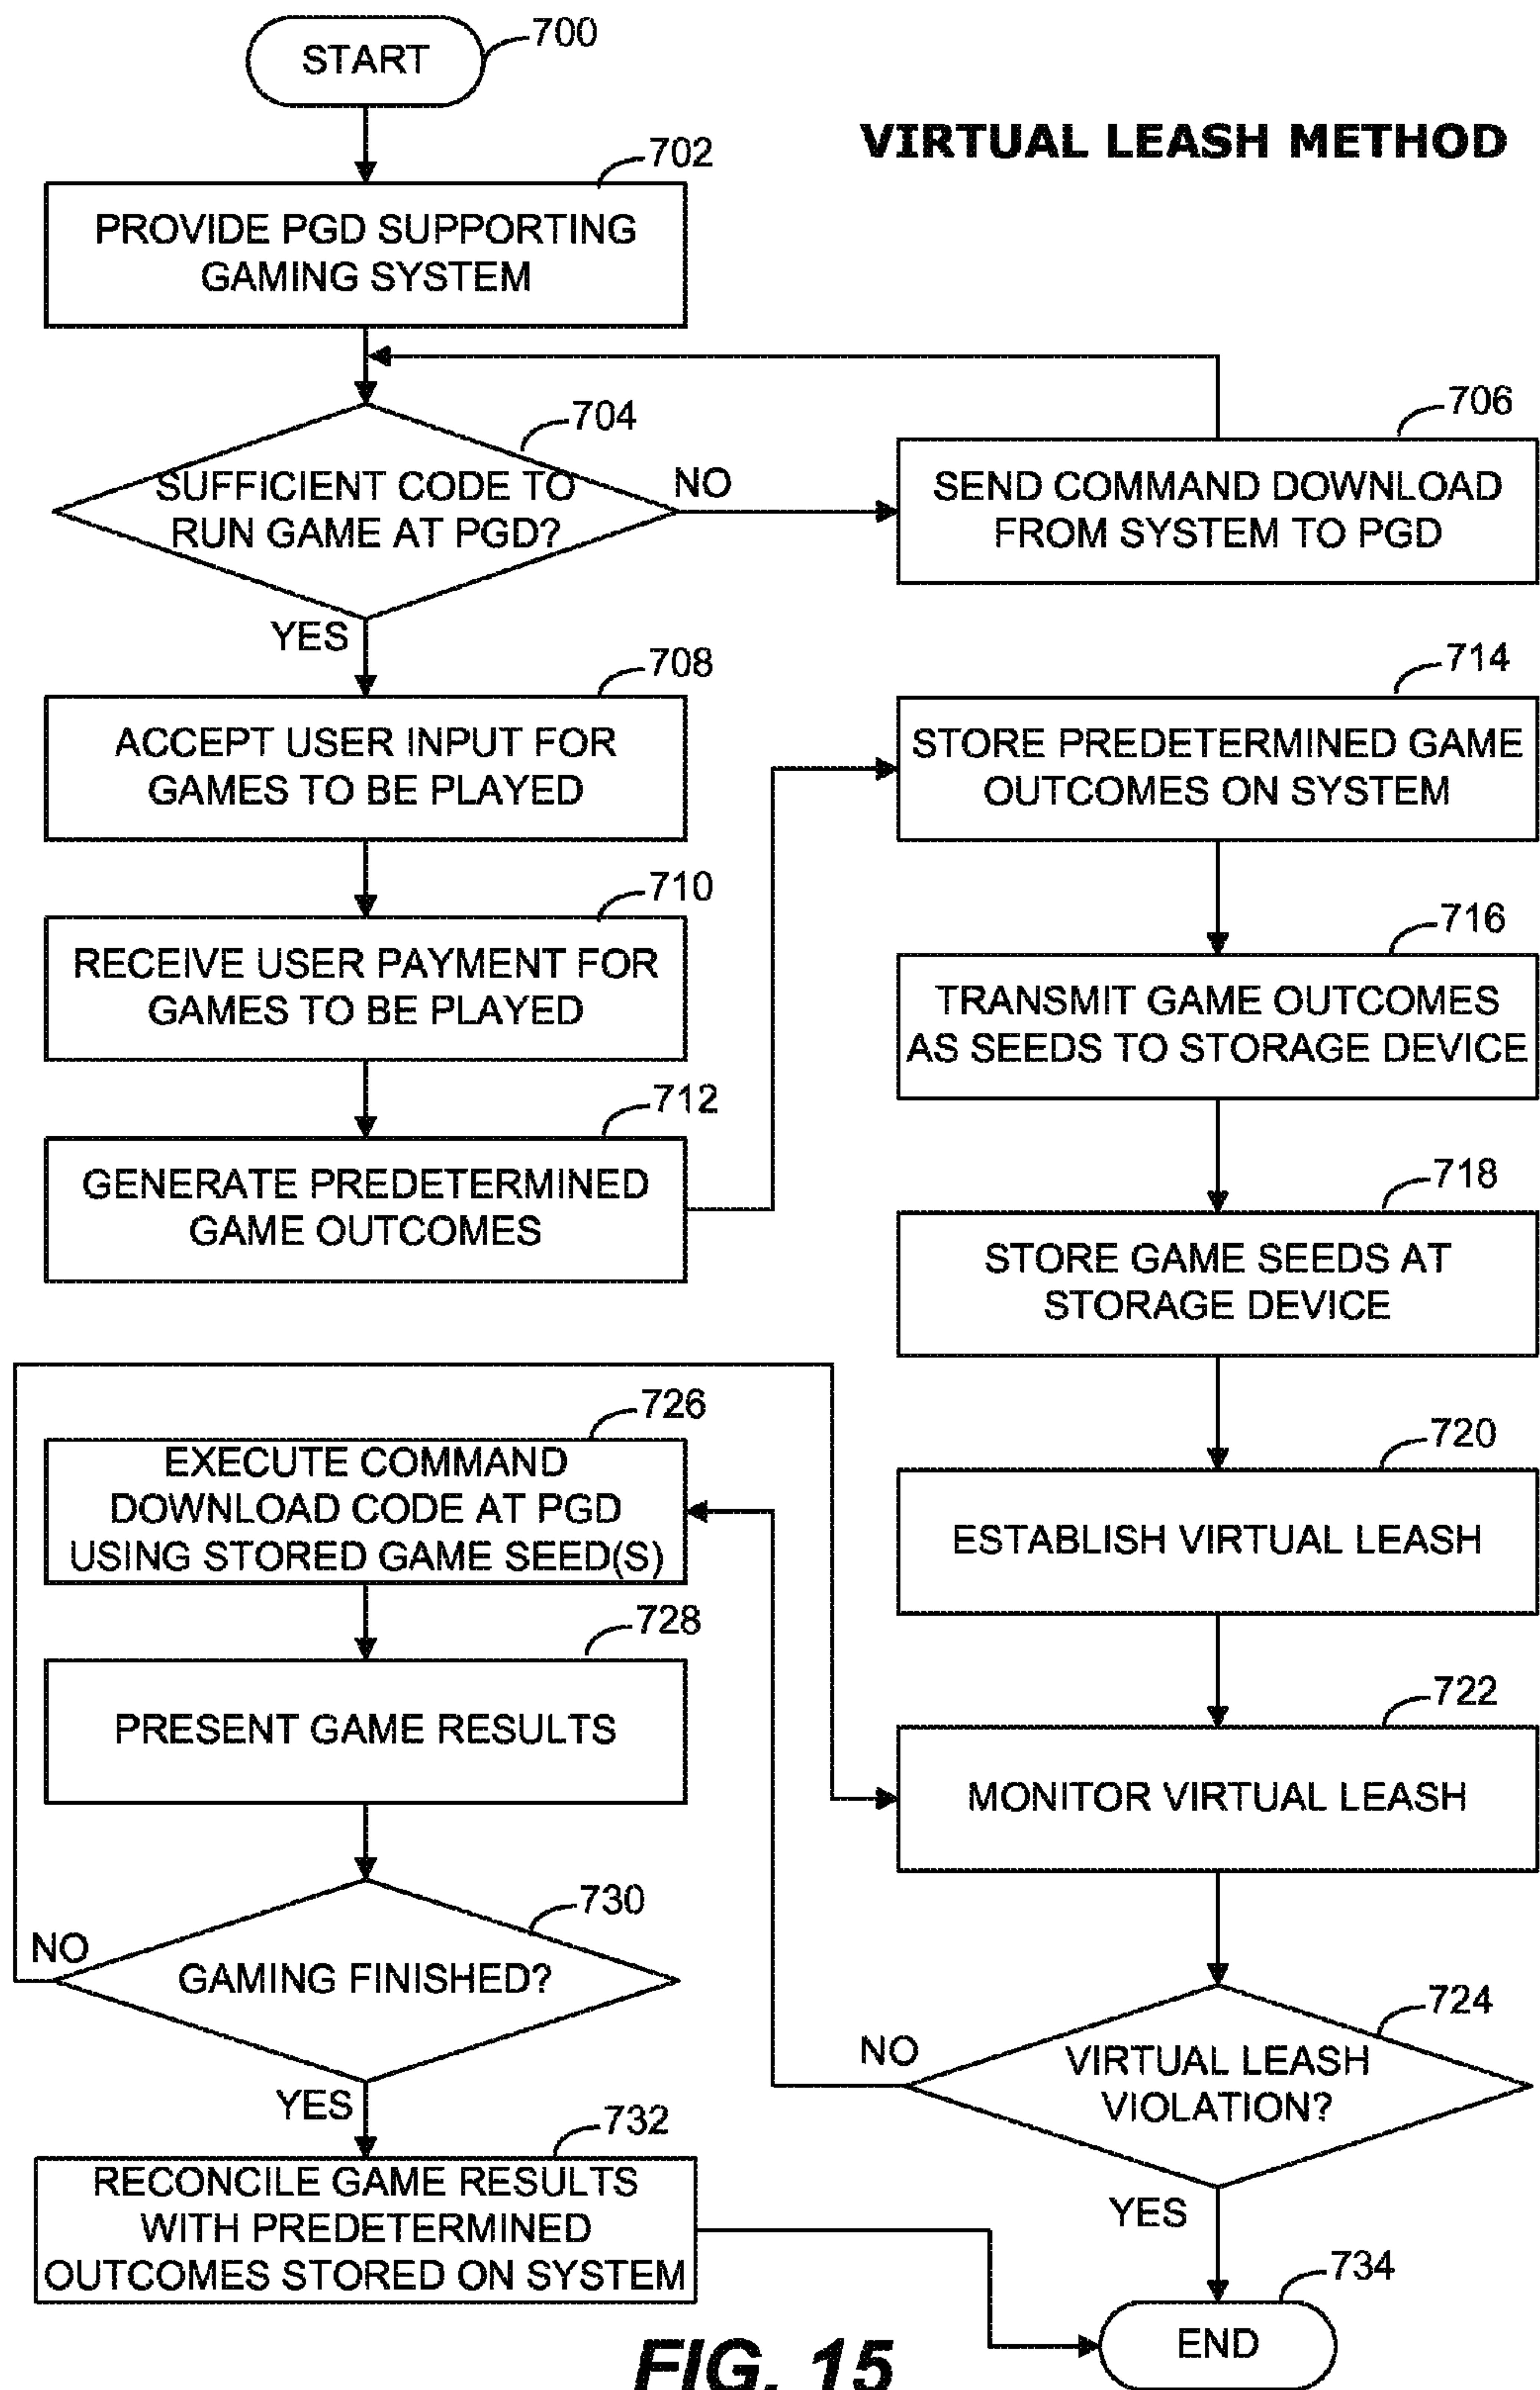 START
700
VIRTUAL LEASH METHOD
702
PROVIDE PGD SUPPORTING
GAMING SYSTEM
704
SUFFICIENT CODE TO
RUN GAME AT PGD?
NO
706
SEND COMMAND DOWNLOAD
FROM SYSTEM TO PGD
YES
708
ACCEPT USER INPUT FOR
GAMES TO BE PLAYED
710
RECEIVE USER PAYMENT FOR
GAMES TO BE PLAYED
712
GENERATE PREDETERMINED
GAME OUTCOMES
714
STORE PREDETERMINED GAME
OUTCOMES ON SYSTEM
716
TRANSMIT GAME OUTCOMES
AS SEEDS TO STORAGE DEVICE
718
STORE GAME SEEDS AT
STORAGE DEVICE
720
ESTABLISH VIRTUAL LEASH
722
MONITOR VIRTUAL LEASH
724
VIRTUAL LEASH
VIOLATION?
NO
YES
726
EXECUTE COMMAND
DOWNLOAD CODE AT PGD
USING STORED GAME SEED(S)
728
PRESENT GAME RESULTS
730
GAMING FINISHED?
NO
YES
732
RECONCILE GAME RESULTS
WITH PREDETERMINED
OUTCOMES STORED ON SYSTEM
734
END
FIG. 15